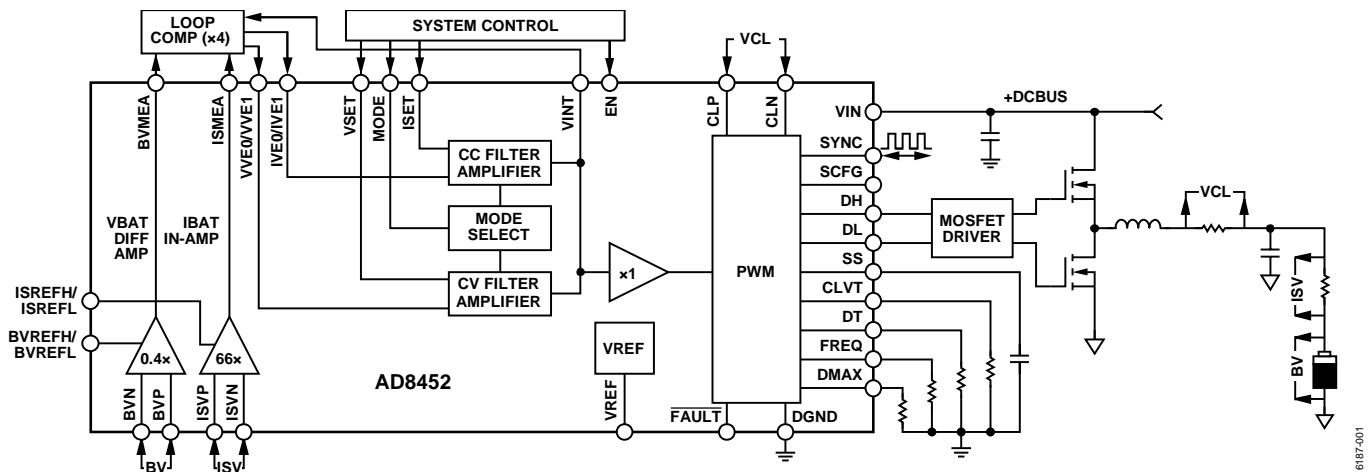 LOOP
COMP (×4)
SYSTEM CONTROL
VCL
BVMEA
ISMEA
VVE0/VVE1
IVE0/IVE1
VSET
MODE
ISET
VINT
EN
CLP
CLN
VIN
+DCBUS
SYNC
SCFG
DH
DL
SS
CLVT
DT
FREQ
DMAX
CC FILTER
AMPLIFIER
MODE
SELECT
CV FILTER
AMPLIFIER
×1
PWM
MOSFET
DRIVER
VCL
ISV
BV
VBAT
DIFF
AMP
IBAT
IN-AMP
ISREFH/
ISREFL
BVREFH/
BVREFL
0.4×
66×
VREF
AD8452
BVN
BVP
ISVP
ISVN
VREF
FAULT
DGND
BV
ISV
6187-001